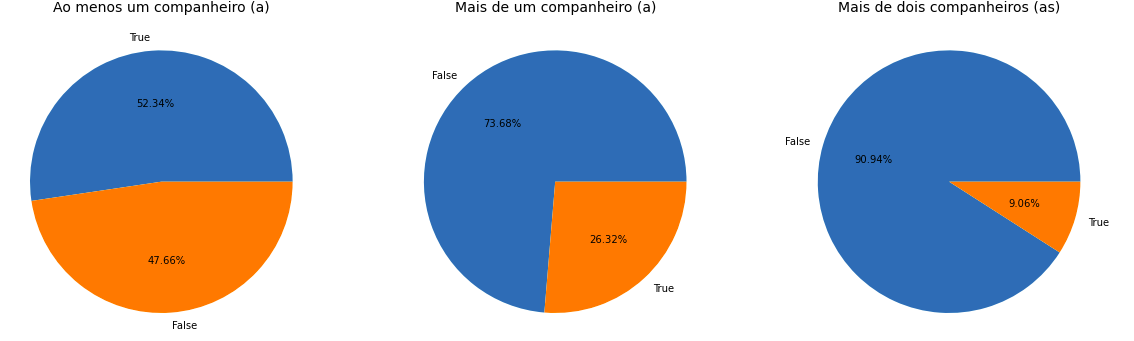 Ao menos um companheiro (a)
True
52.34%
47.66%
False
Mais de um companheiro (a)
False
73.68%
26.32%
True
Mais de dois companheiros (as)
False
90.94%
9.06%
True